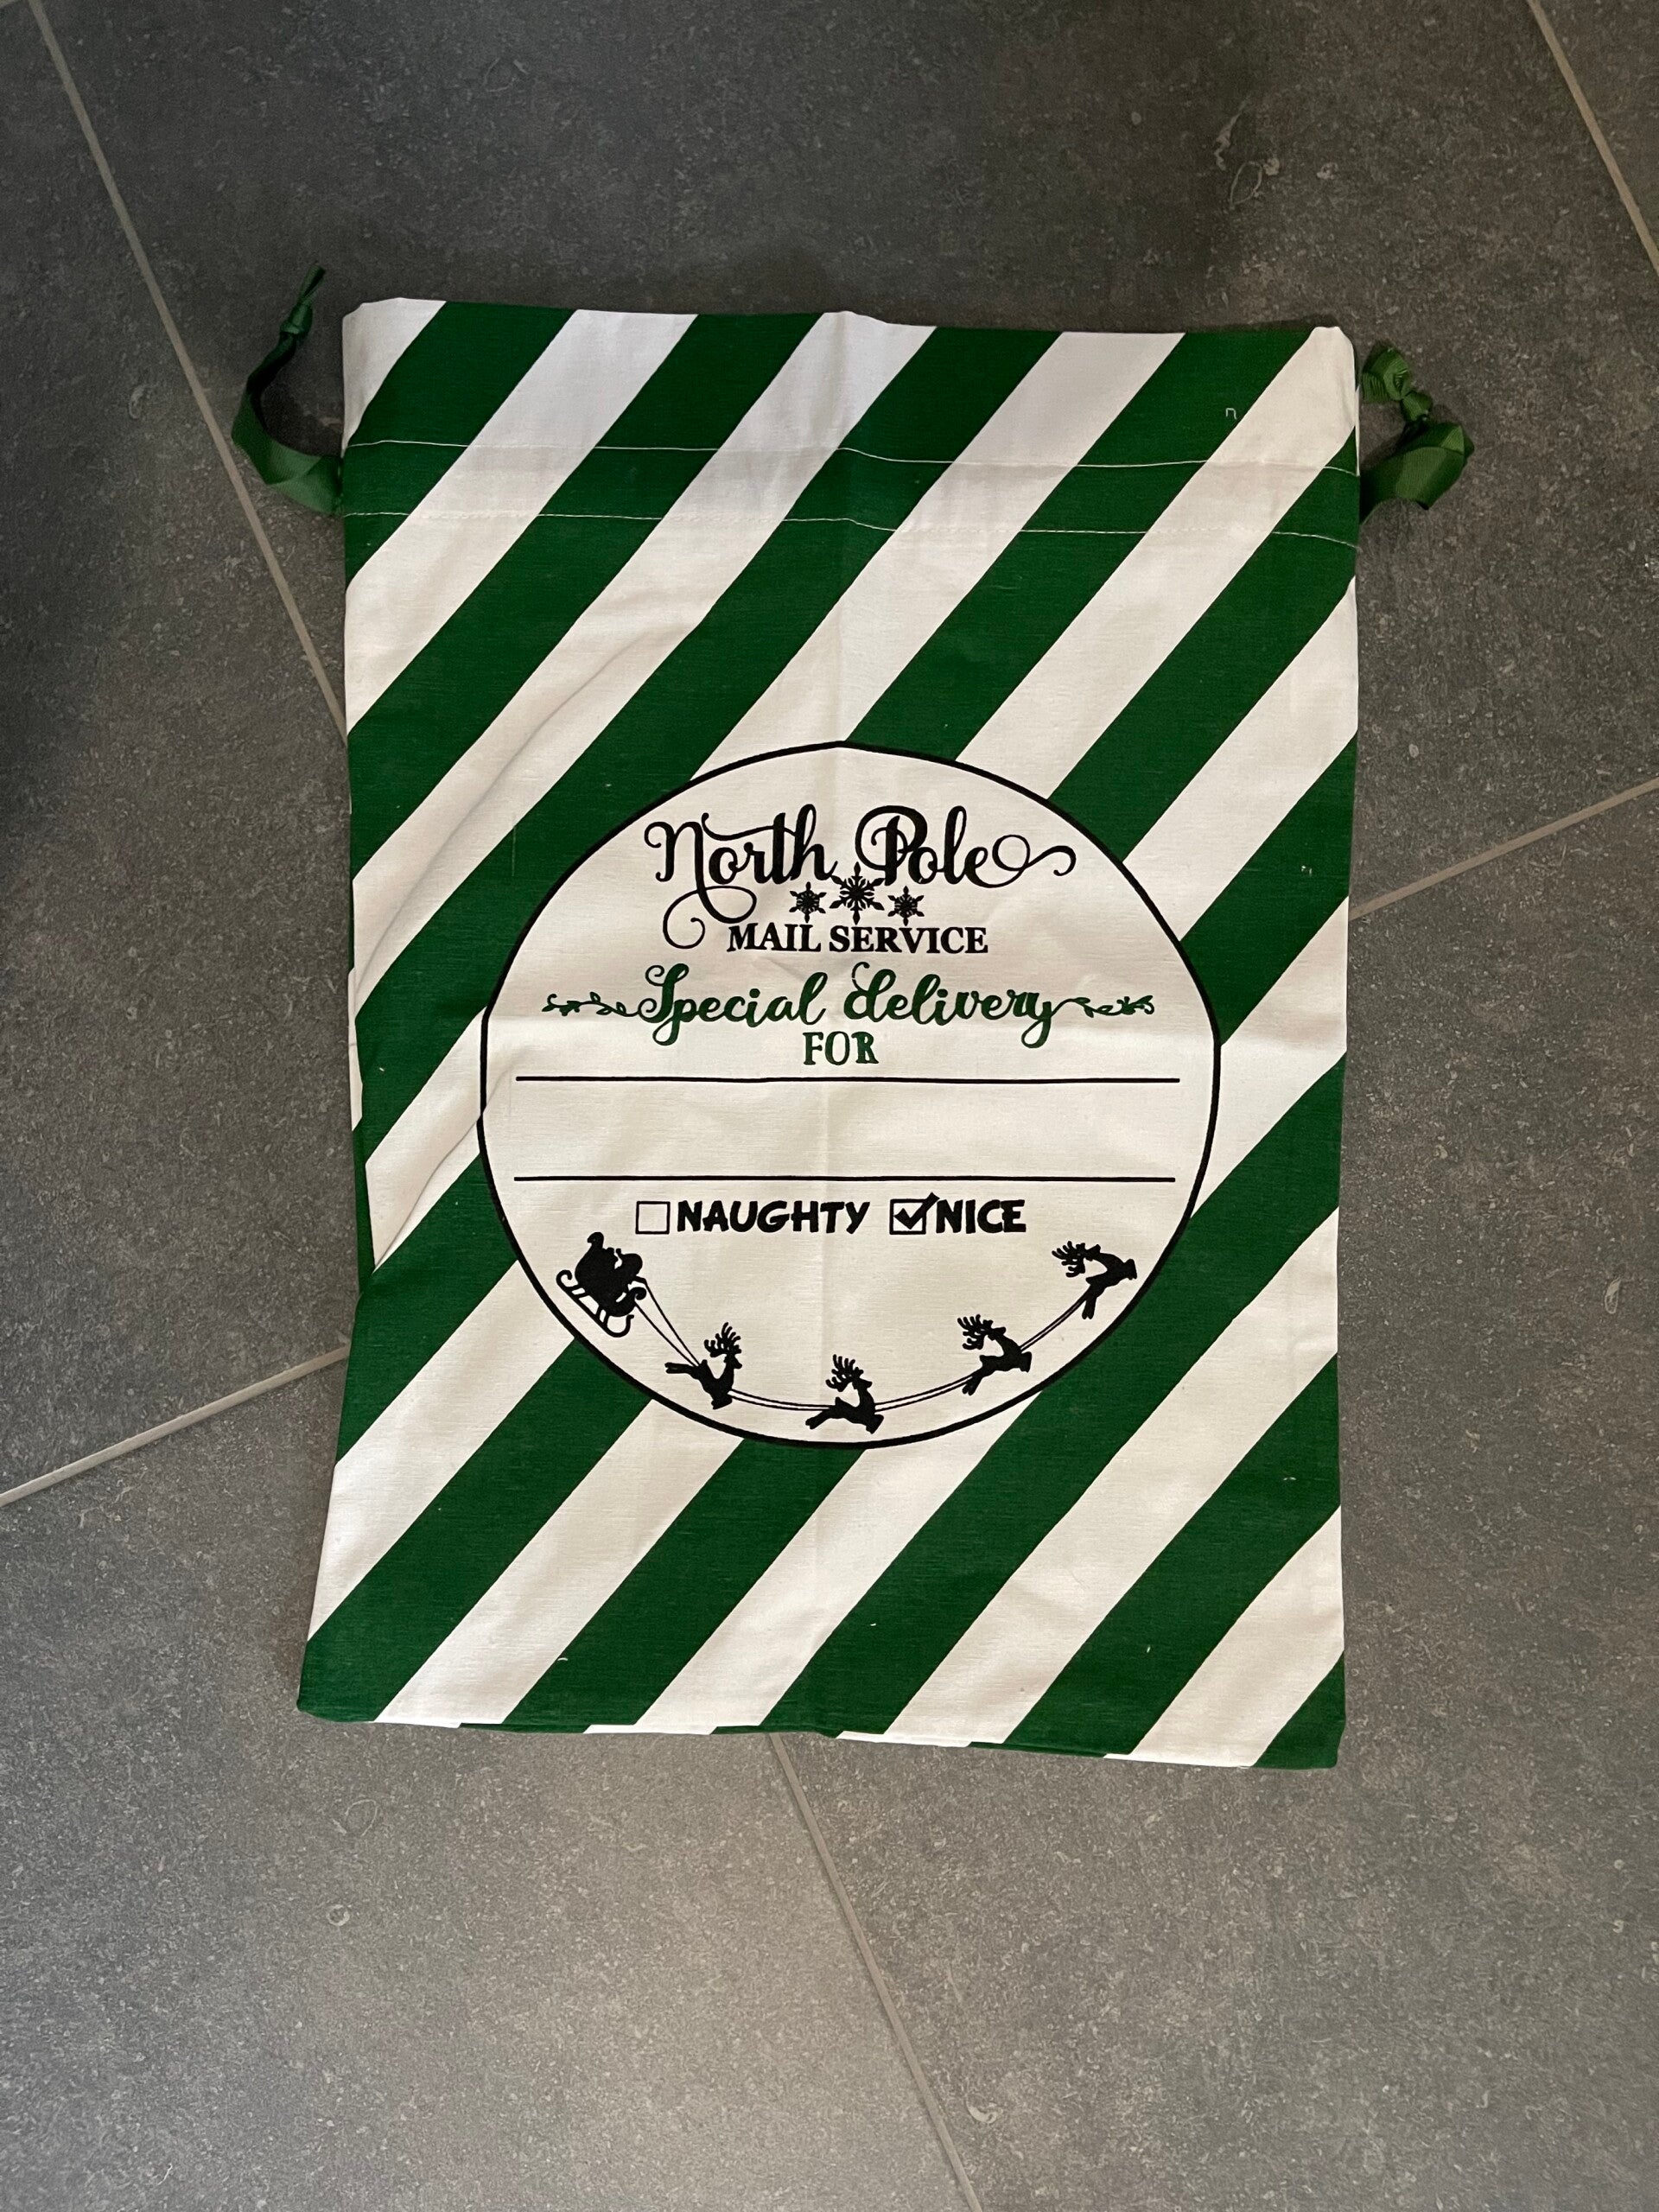 North Pole
MAIL SERVICE
Special delivery
FOR
NAUGHTY NICE